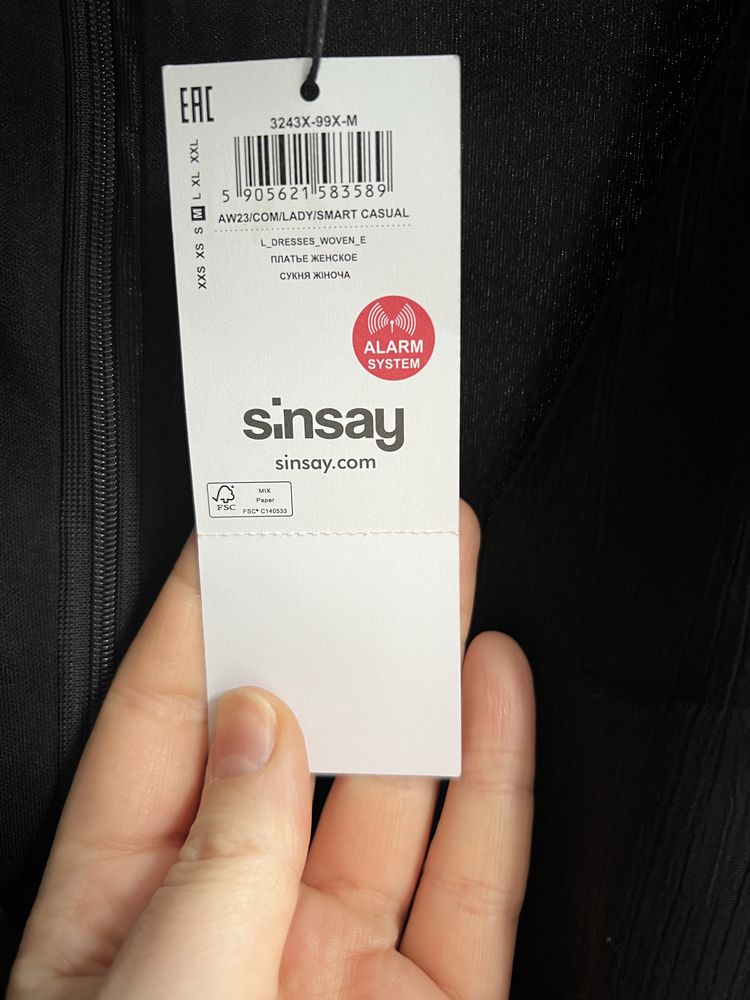 EAC
3243X-99X-M
5 905621 583589
AW23/COM/LADY/SMART CASUAL
L_DRESSES_WOVEN_E
ПЛАТЬЕ ЖЕНСКОЕ
СУКНЯ ЖІНОЧА
XXS XS S M L XL XXL
ALARM
SYSTEM
sinsay
sinsay.com
FSC
MIX
Paper
FSC® C140533